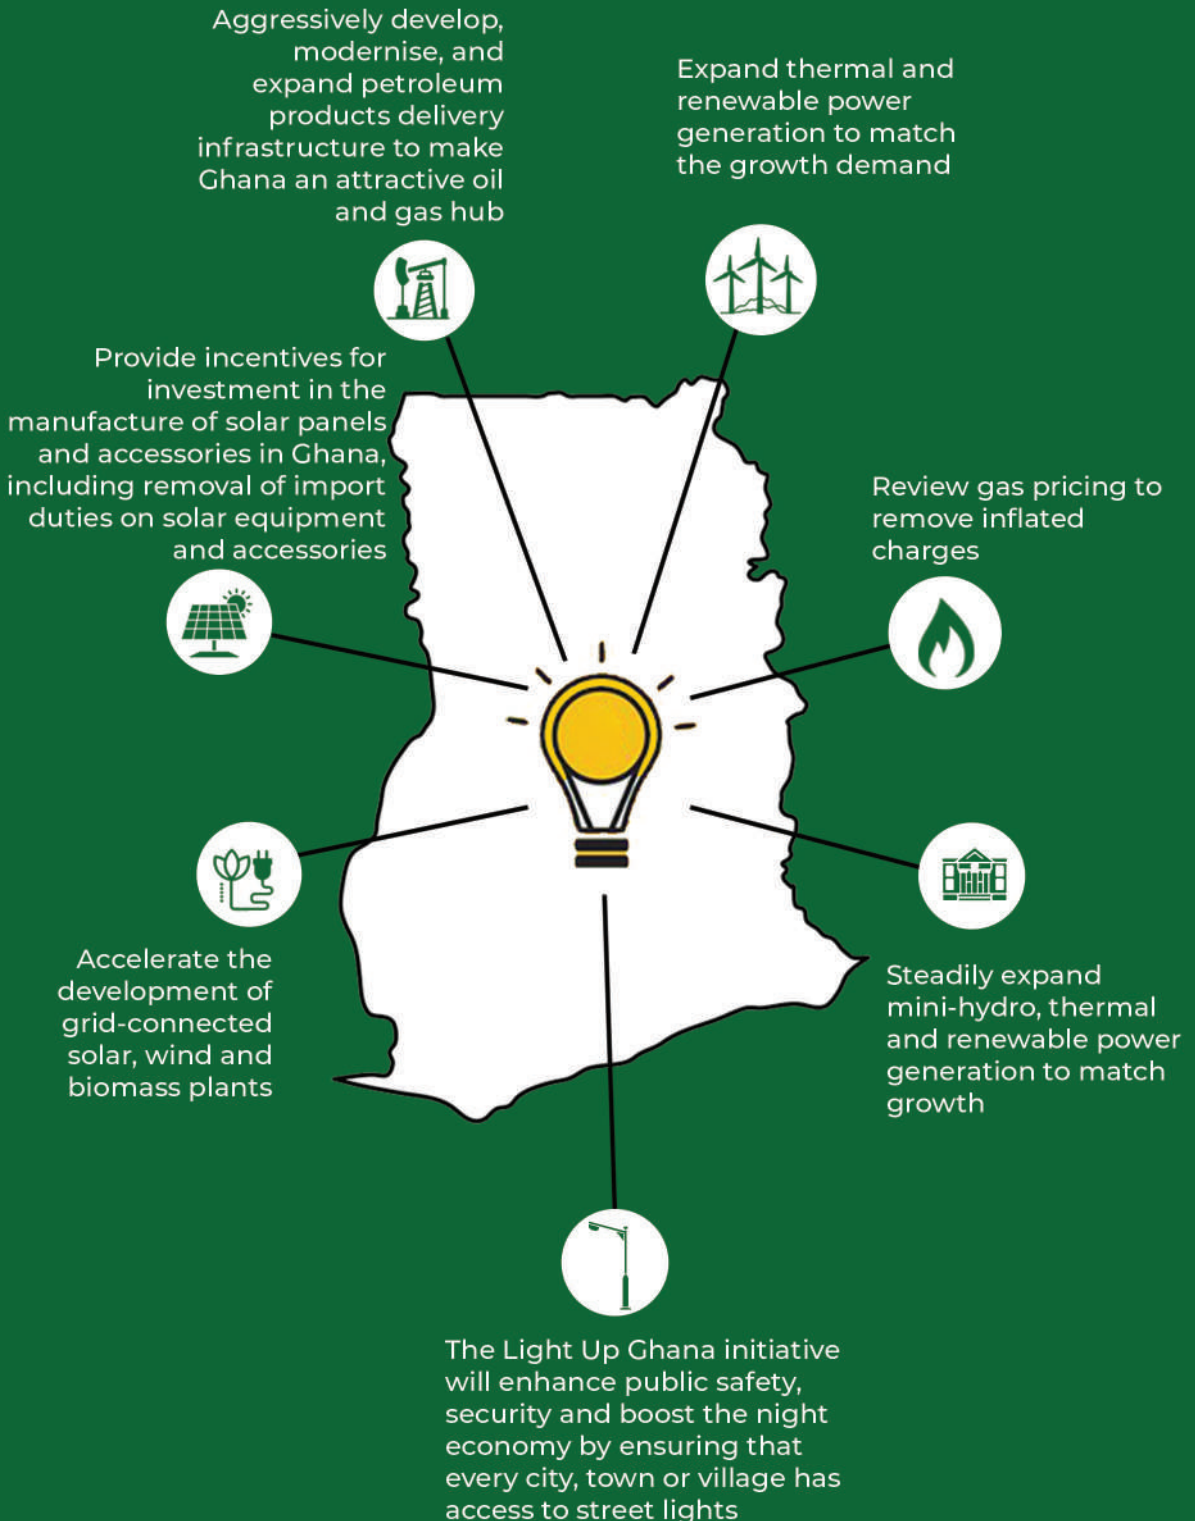 Aggressively develop,
modernise, and
expand petroleum
products delivery
infrastructure to make
Ghana an attractive oil
and gas hub
Expand thermal and
renewable power
generation to match
the growth demand
Provide incentives for
investment in the
manufacture of solar panels
and accessories in Ghana,
including removal of import
duties on solar equipment
and accessories
Review gas pricing to
remove inflated
charges
Accelerate the
development of
grid-connected
solar, wind and
biomass plants
Steadily expand
mini-hydro, thermal
and renewable power
generation to match
growth
The Light Up Ghana initiative
will enhance public safety,
security and boost the night
economy by ensuring that
every city, town or village has
access to street lights